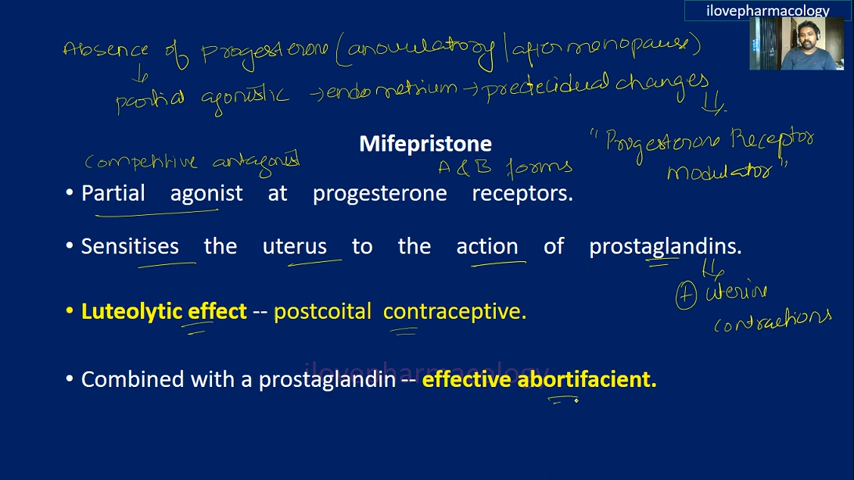 ilovepharmacology
Absence of progesterone (anovulatory / after menopause)
partial agonistic → endometrium → predecidual changes
Mifepristone
"Progesterone Receptor
modulator"
Competitive antagonist
A & B forms
• Partial agonist at progesterone receptors.
• Sensitises the uterus to the action of prostaglandins.
+ uterine
contractions
• Luteolytic effect -- postcoital contraceptive.
ilovepharmacology
• Combined with a prostaglandin -- effective abortifacient.